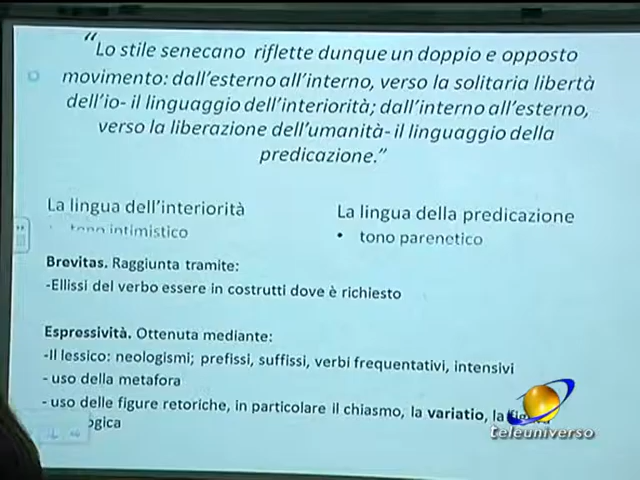 “Lo stile senecano riflette dunque un doppio e opposto
movimento: dall'esterno all'interno, verso la solitaria libertà
dell'io- il linguaggio dell'interiorità; dall'interno all'esterno,
verso la liberazione dell'umanità- il linguaggio della
predicazione.”
La lingua dell'interiorità
• tono intimistico
La lingua della predicazione
• tono parenetico
Brevitas. Raggiunta tramite:
-Ellissi del verbo essere in costrutti dove è richiesto
Espressività. Ottenuta mediante:
-Il lessico: neologismi; prefissi, suffissi, verbi frequentativi, intensivi
- uso della metafora
- uso delle figure retoriche, in particolare il chiasmo, la variatio, la
teleuniverso